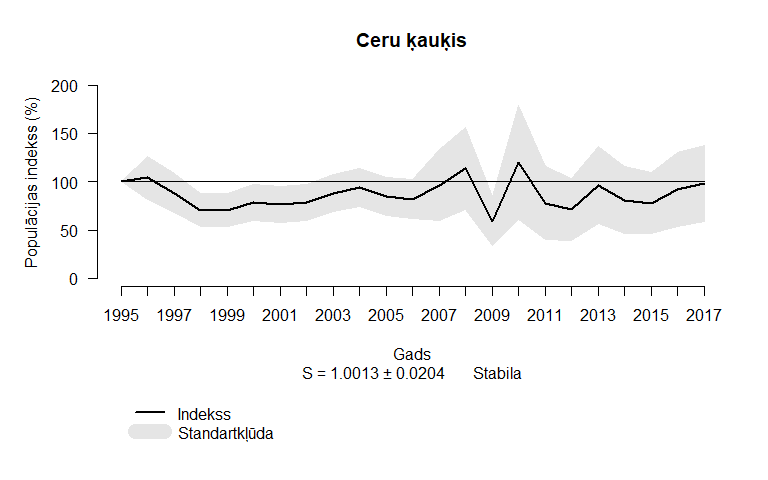 Ceru ķauķis
Populācijas indekss (%)
200
150
100
50
0
1995 1997 1999 2001 2003 2005 2007 2009 2011 2013 2015 2017
Gads
S = 1.0013 ± 0.0204 Stabila
Indekss
Standartkļūda